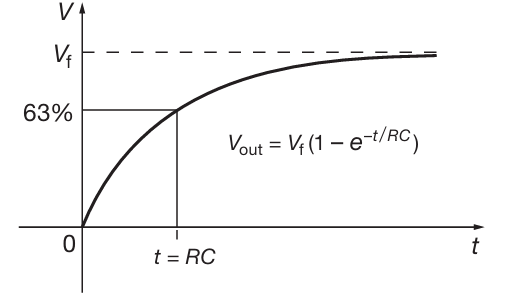 V
V_f
63%
V_out = V_f (1 − e^−t/RC)
0
t = RC
t